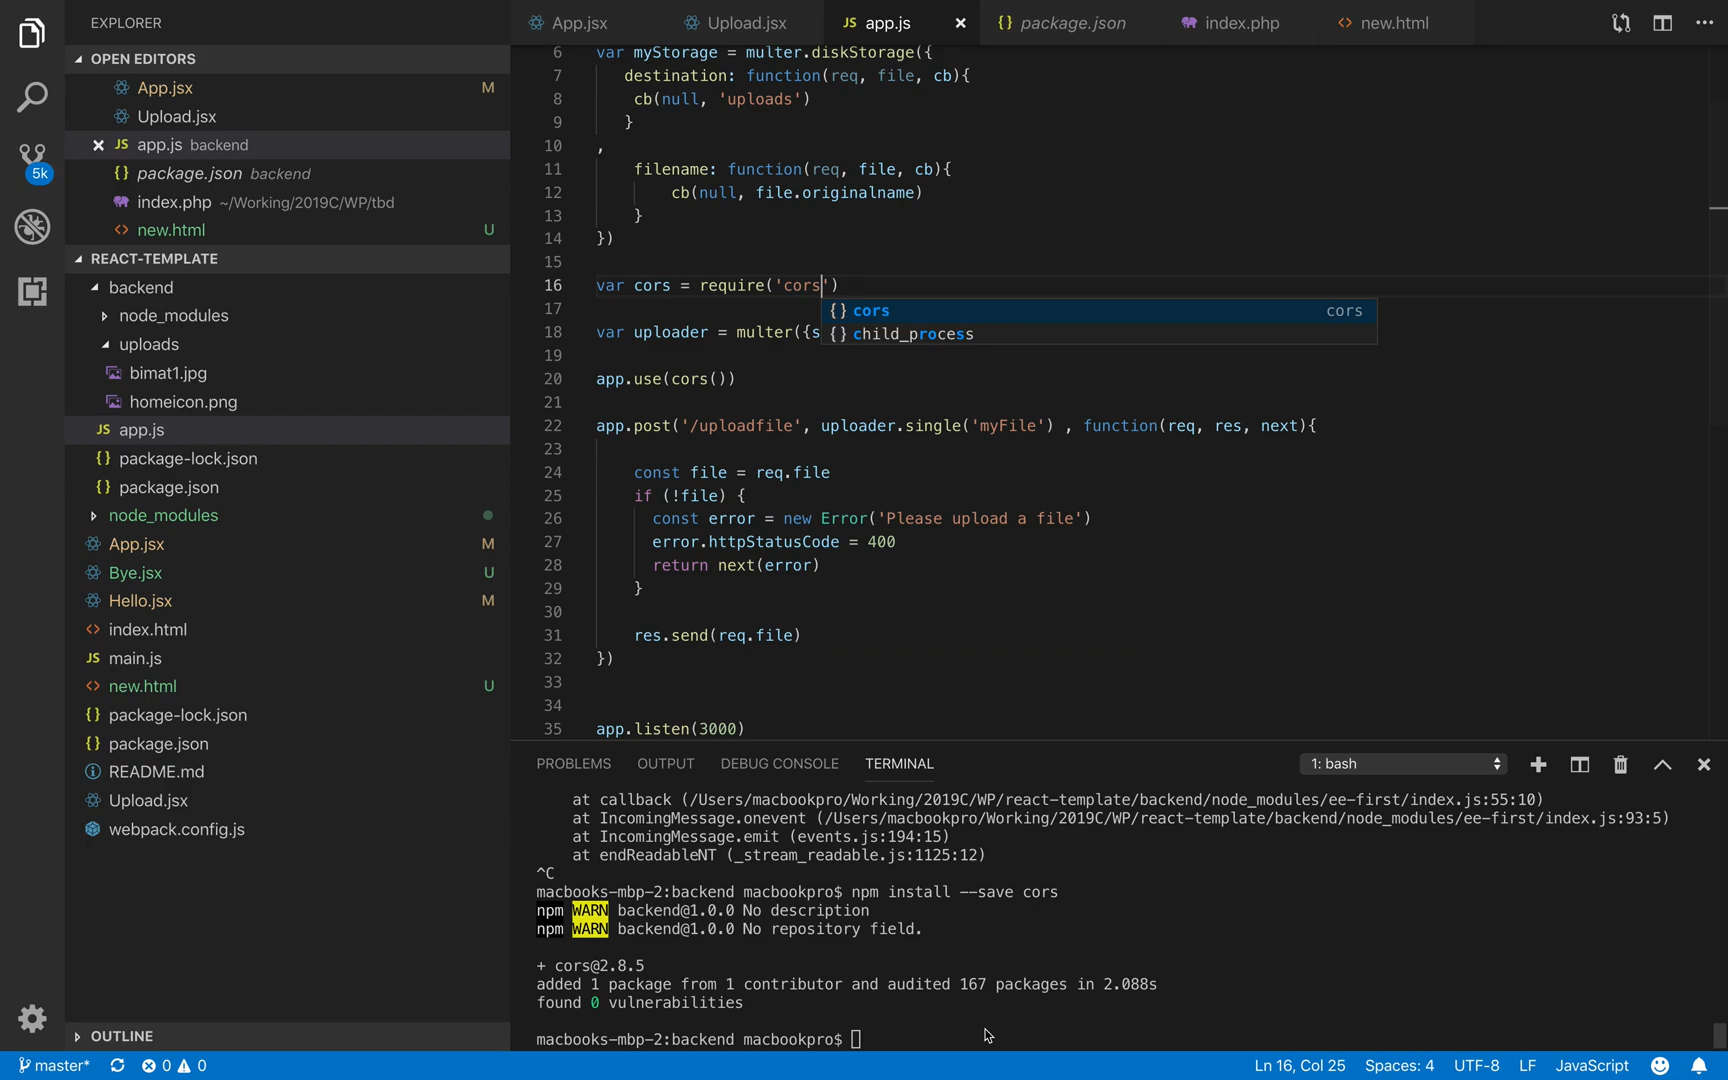 EXPLORER
OPEN EDITORS
App.jsx M
Upload.jsx
JS app.js backend
{} package.json backend
index.php ~/Working/2019C/WP/tbd
<> new.html U
REACT-TEMPLATE
backend
node_modules
uploads
bimat1.jpg
homeicon.png
JS app.js
{} package-lock.json
{} package.json
node_modules
App.jsx M
Bye.jsx U
Hello.jsx M
<> index.html
JS main.js
<> new.html U
{} package-lock.json
{} package.json
README.md
Upload.jsx
webpack.config.js
OUTLINE
5k
App.jsx Upload.jsx JS app.js {} package.json index.php <> new.html
6 var myStorage = multer.diskStorage({
7 destination: function(req, file, cb){
8 cb(null, 'uploads')
9 }
10 ,
11 filename: function(req, file, cb){
12 cb(null, file.originalname)
13 }
14 })
15
16 var cors = require('cors')
17
{} cors cors
18 var uploader = multer({s
{} child_process
19
20 app.use(cors())
21
22 app.post('/uploadfile', uploader.single('myFile') , function(req, res, next){
23
24 const file = req.file
25 if (!file) {
26 const error = new Error('Please upload a file')
27 error.httpStatusCode = 400
28 return next(error)
29 }
30
31 res.send(req.file)
32 })
33
34
35 app.listen(3000)
PROBLEMS OUTPUT DEBUG CONSOLE TERMINAL 1: bash
at callback (/Users/macbookpro/Working/2019C/WP/react-template/backend/node_modules/ee-first/index.js:55:10)
at IncomingMessage.onevent (/Users/macbookpro/Working/2019C/WP/react-template/backend/node_modules/ee-first/index.js:93:5)
at IncomingMessage.emit (events.js:194:15)
at endReadableNT (_stream_readable.js:1125:12)
^C
macbooks-mbp-2:backend macbookpro$ npm install --save cors
npm WARN backend@1.0.0 No description
npm WARN backend@1.0.0 No repository field.
+ cors@2.8.5
added 1 package from 1 contributor and audited 167 packages in 2.088s
found 0 vulnerabilities
macbooks-mbp-2:backend macbookpro$
master* 0 0 Ln 16, Col 25 Spaces: 4 UTF-8 LF JavaScript